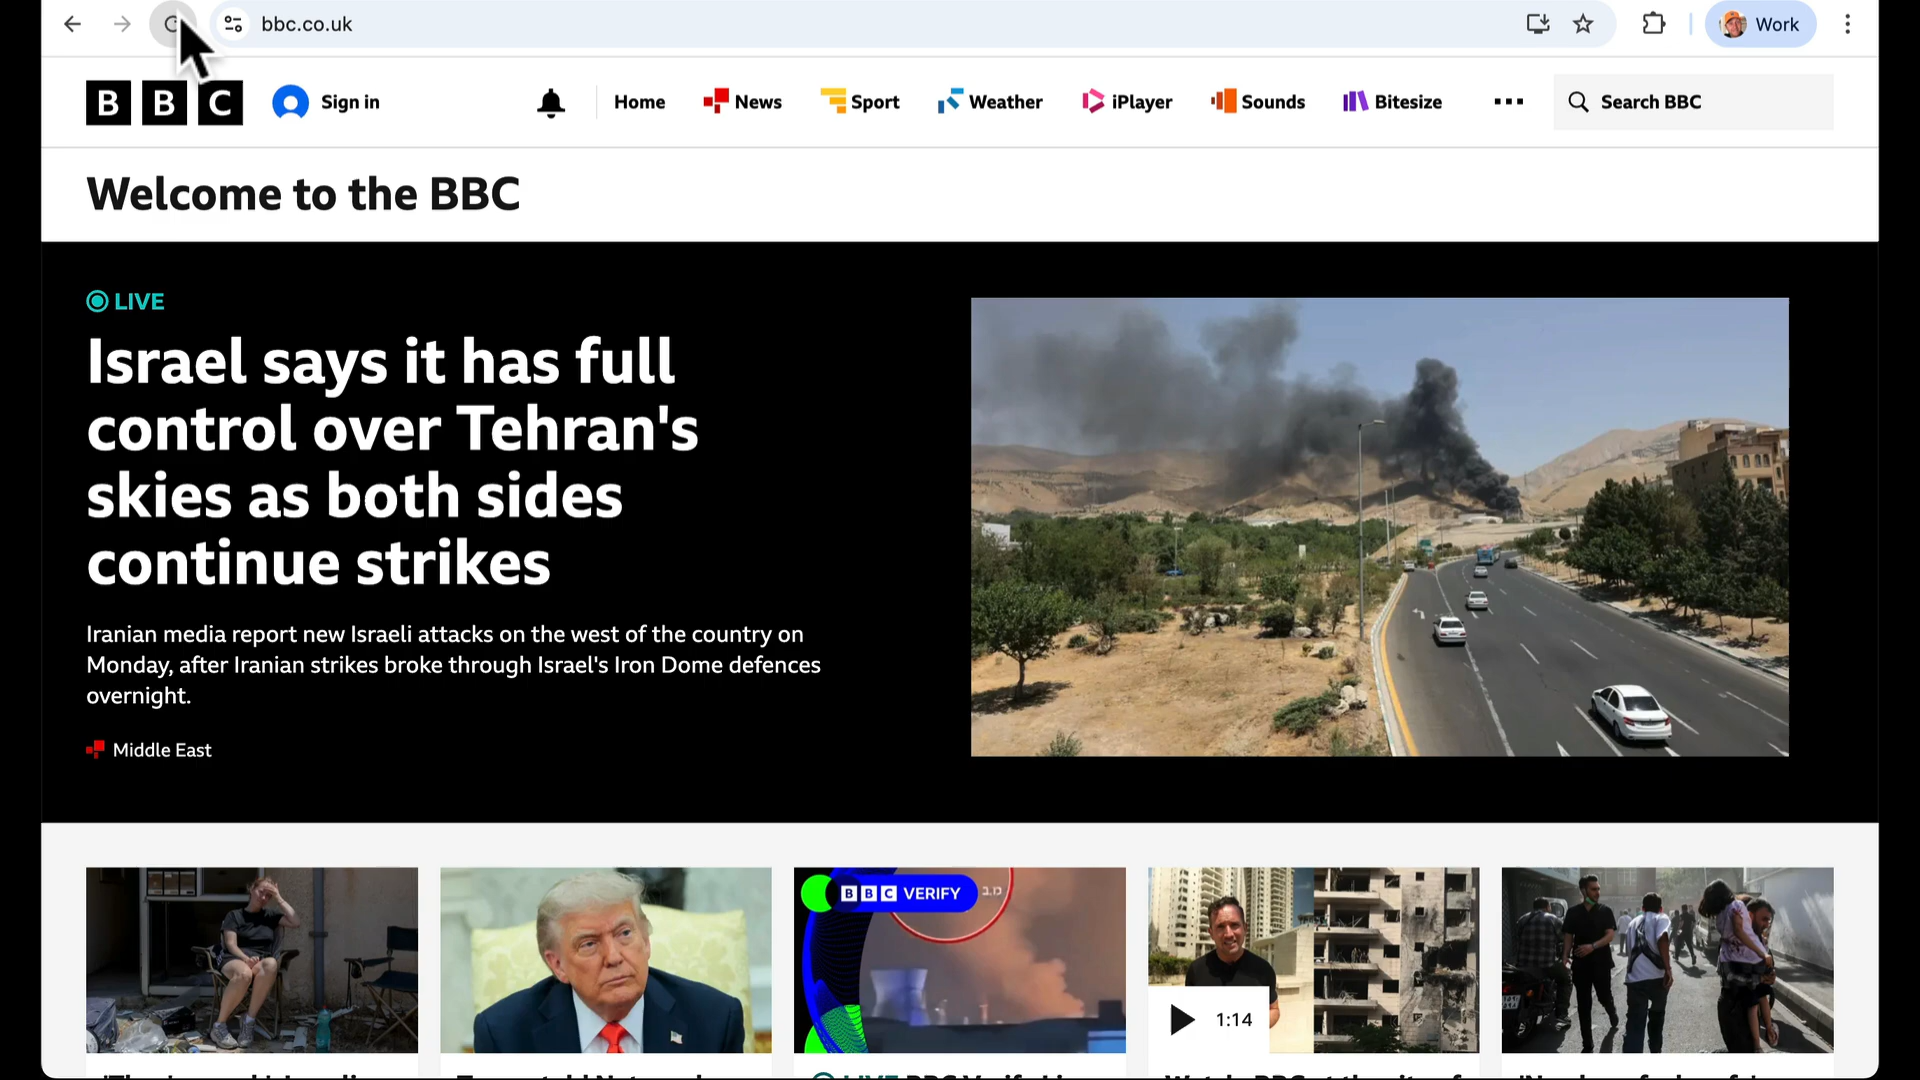 bbc.co.uk
Work
BBC
Sign in
Home
News
Sport
Weather
iPlayer
Sounds
Bitesize
Search BBC
Welcome to the BBC
LIVE
Israel says it has full
control over Tehran's
skies as both sides
continue strikes
Iranian media report new Israeli attacks on the west of the country on
Monday, after Iranian strikes broke through Israel's Iron Dome defences
overnight.
Middle East
BBC VERIFY
1:14